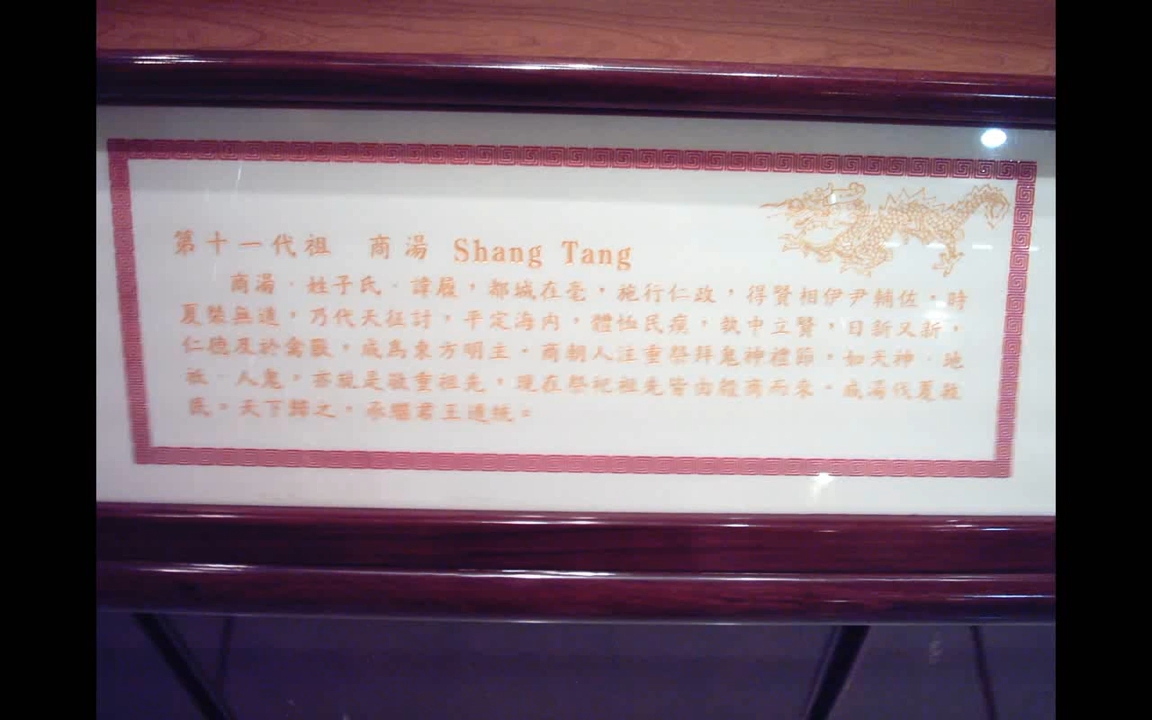 第十一代祖 商湯 Shang Tang
商湯．姓子氏．諱履，都城在亳，施行仁政，得賢相伊尹輔佐，時
夏桀無道，乃代天征討，平定海內，體恤民瘼，執中立賢，日新又新，
仁德及於禽獸，成為東方明主。商朝人注重祭拜鬼神禮節，如天神．地
祇．人鬼，亦就是敬重祖先，現在祭祀祖先皆由殷商而來。成湯伐夏
氏。天下歸之，承繼君王道統。